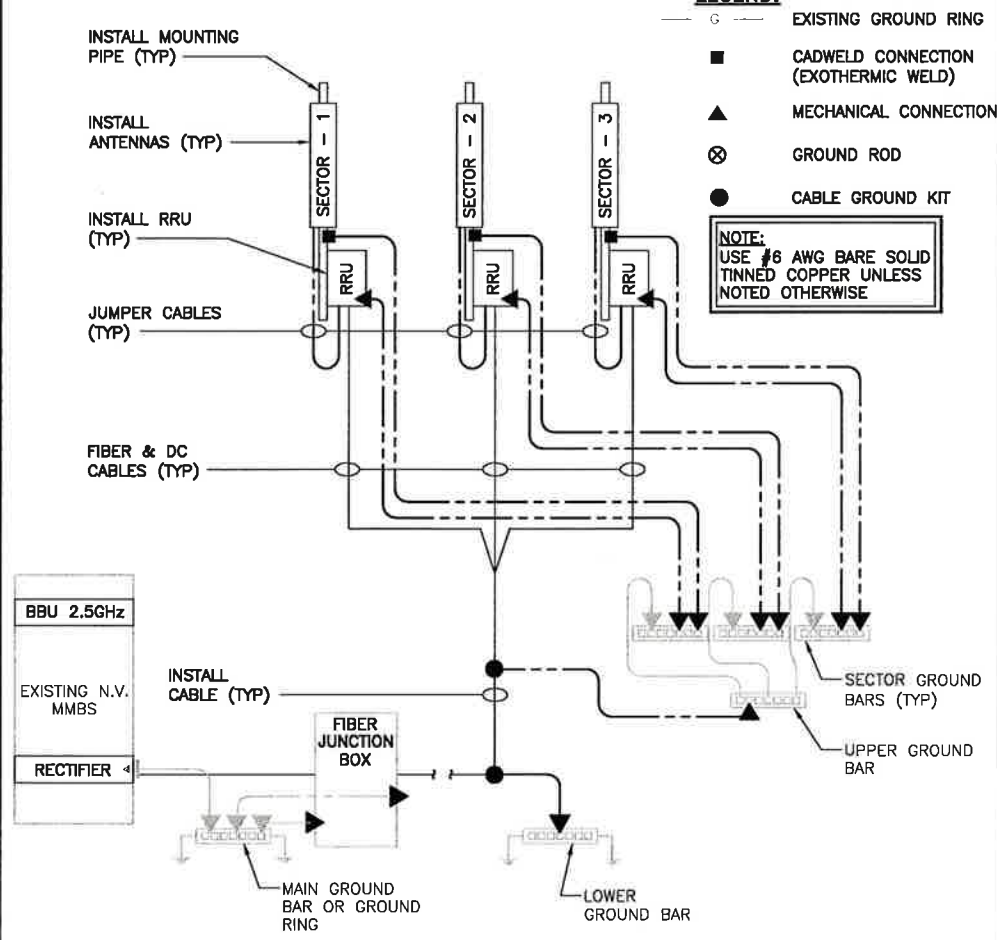 LEGEND:
G
EXISTING GROUND RING
CADWELD CONNECTION
(EXOTHERMIC WELD)
MECHANICAL CONNECTION
GROUND ROD
CABLE GROUND KIT
NOTE:
USE #6 AWG BARE SOLID
TINNED COPPER UNLESS
NOTED OTHERWISE
INSTALL MOUNTING
PIPE (TYP)
INSTALL
ANTENNAS (TYP)
INSTALL RRU
(TYP)
JUMPER CABLES
(TYP)
FIBER & DC
CABLES (TYP)
SECTOR - 1
SECTOR - 2
SECTOR - 3
RRU
RRU
RRU
BBU 2.5GHz
EXISTING N.V.
MMBS
RECTIFIER
INSTALL
CABLE (TYP)
FIBER
JUNCTION
BOX
SECTOR GROUND
BARS (TYP)
UPPER GROUND
BAR
MAIN GROUND
BAR OR GROUND
RING
LOWER
GROUND BAR